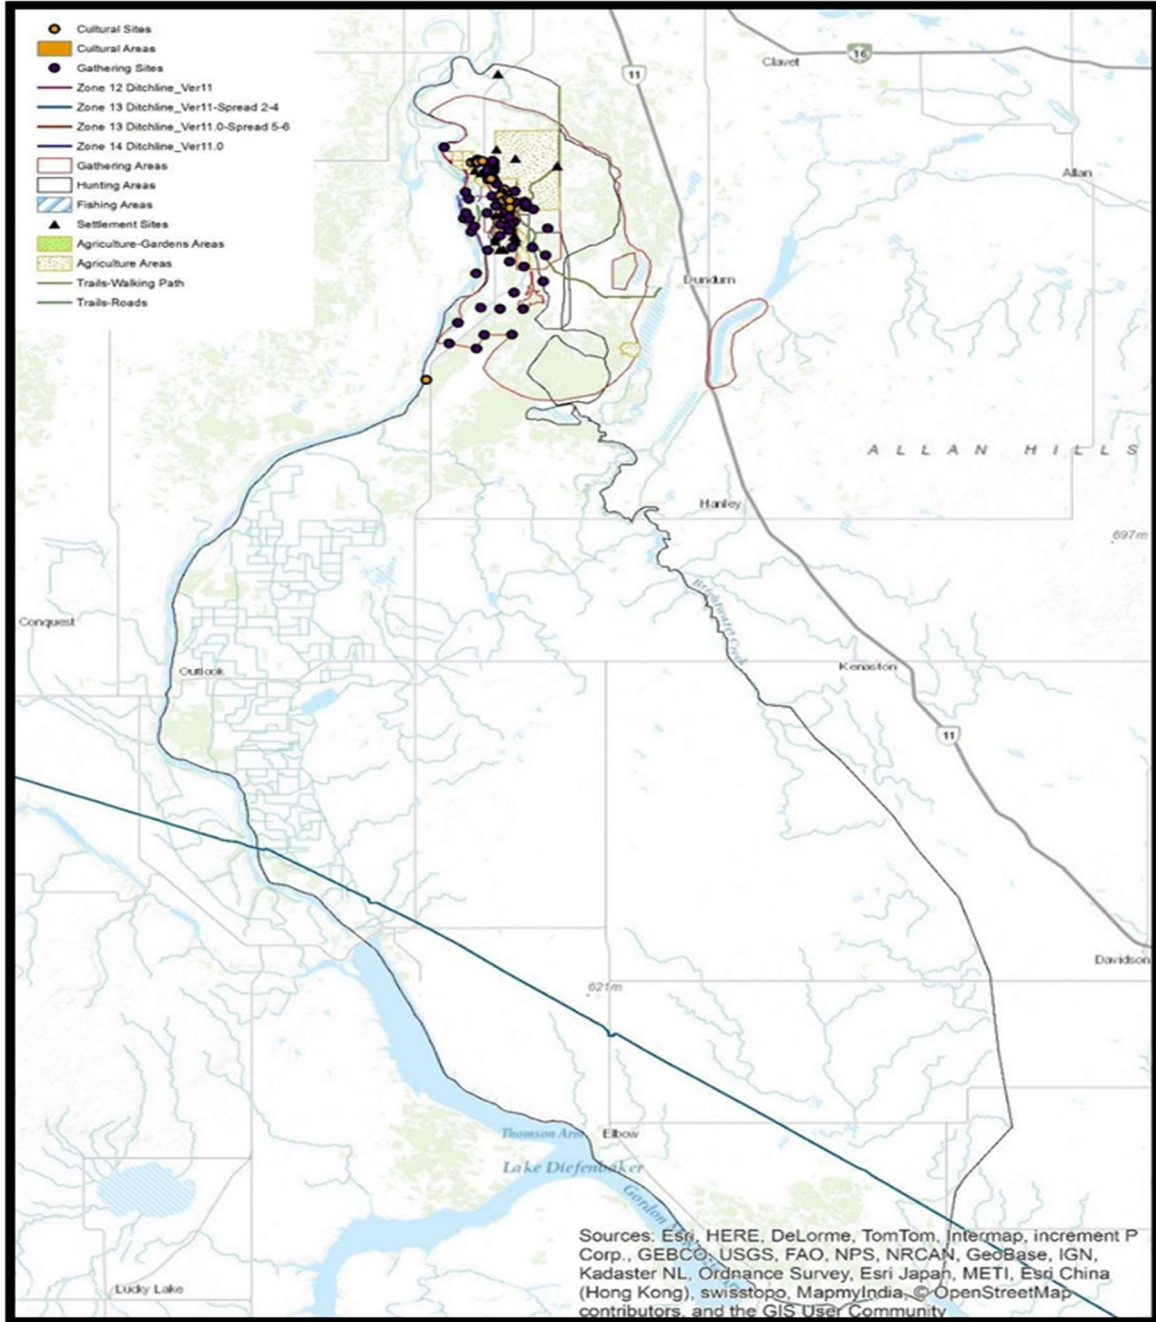 Cultural Sites
Cultural Areas
Gathering Sites
Zone 12 Ditchline_Ver11
Zone 13 Ditchline_Ver11-Spread 2-4
Zone 13 Ditchline_Ver11.0-Spread 5-6
Zone 14 Ditchline_Ver11.0
Gathering Areas
Hunting Areas
Fishing Areas
Settlement Sites
Agriculture-Gardens Areas
Agriculture Areas
Trails-Walking Path
Trails-Roads
16
Clavet
11
Allan
Dundurn
ALLAN HILLS
Hanley
697m
Brightwater Creek
Conquest
Outlook
Kenaston
11
Davidson
621m
Thomson Arm
Elbow
Lake Diefenbaker
Gordon
Lucky Lake
Sources: Esri, HERE, DeLorme, TomTom, Intermap, increment P
Corp., GEBCO, USGS, FAO, NPS, NRCAN, GeoBase, IGN,
Kadaster NL, Ordnance Survey, Esri Japan, METI, Esri China
(Hong Kong), swisstopo, MapmyIndia, © OpenStreetMap
contributors, and the GIS User Community